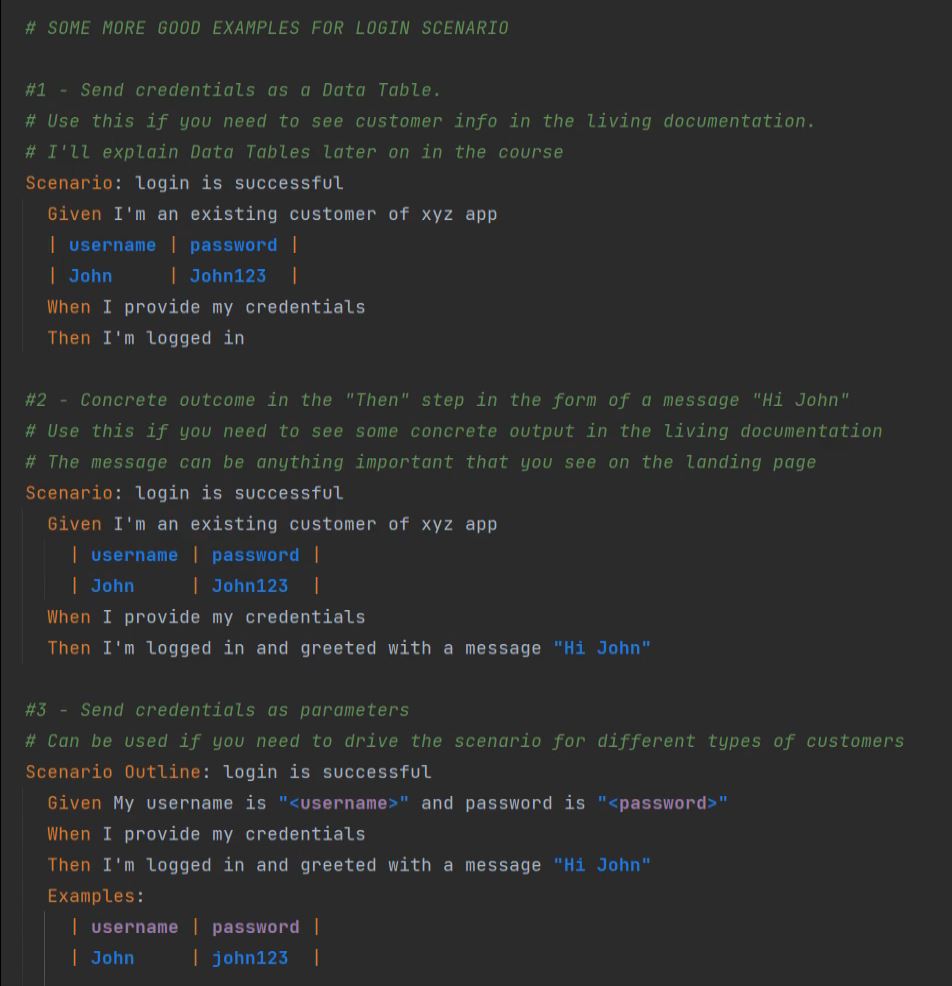 # SOME MORE GOOD EXAMPLES FOR LOGIN SCENARIO
#1 - Send credentials as a Data Table.
# Use this if you need to see customer info in the living documentation.
# I'll explain Data Tables later on in the course
Scenario: login is successful
Given I'm an existing customer of xyz app
| username | password |
| John | John123 |
When I provide my credentials
Then I'm logged in
#2 - Concrete outcome in the "Then" step in the form of a message "Hi John"
# Use this if you need to see some concrete output in the living documentation
# The message can be anything important that you see on the landing page
Scenario: login is successful
Given I'm an existing customer of xyz app
| username | password |
| John | John123 |
When I provide my credentials
Then I'm logged in and greeted with a message "Hi John"
#3 - Send credentials as parameters
# Can be used if you need to drive the scenario for different types of customers
Scenario Outline: login is successful
Given My username is "<username>" and password is "<password>"
When I provide my credentials
Then I'm logged in and greeted with a message "Hi John"
Examples:
| username | password |
| John | john123 |